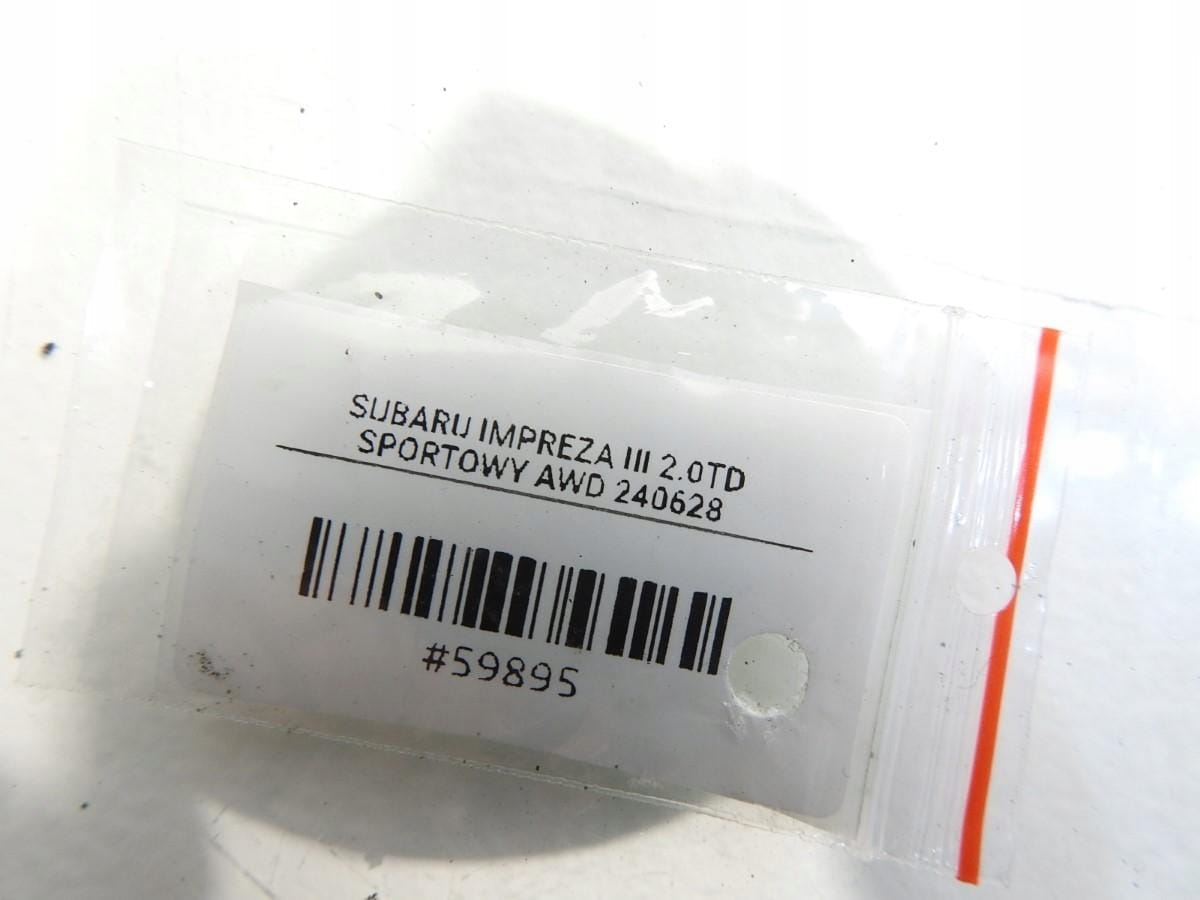 SUBARU IMPREZA III 2.0TD
SPORTOWY AWD 240628
#59895